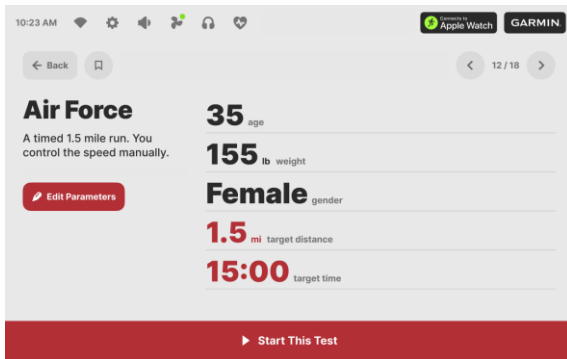 10:23 AM
Connects to
Apple Watch
GARMIN.
Back
12 / 18
Air Force
A timed 1.5 mile run. You
control the speed manually.
Edit Parameters
35 age
155 lb weight
Female gender
1.5 mi target distance
15:00 target time
Start This Test